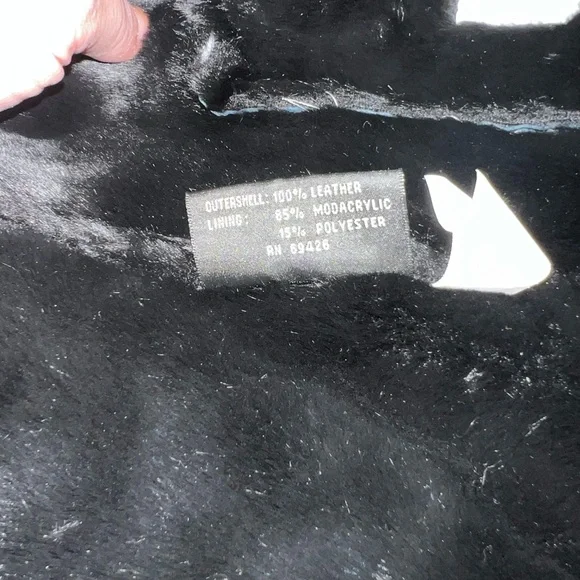 OUTERSHELL: 100% LEATHER
LINING: 85% MODACRYLIC
15% POLYESTER
RN 69426